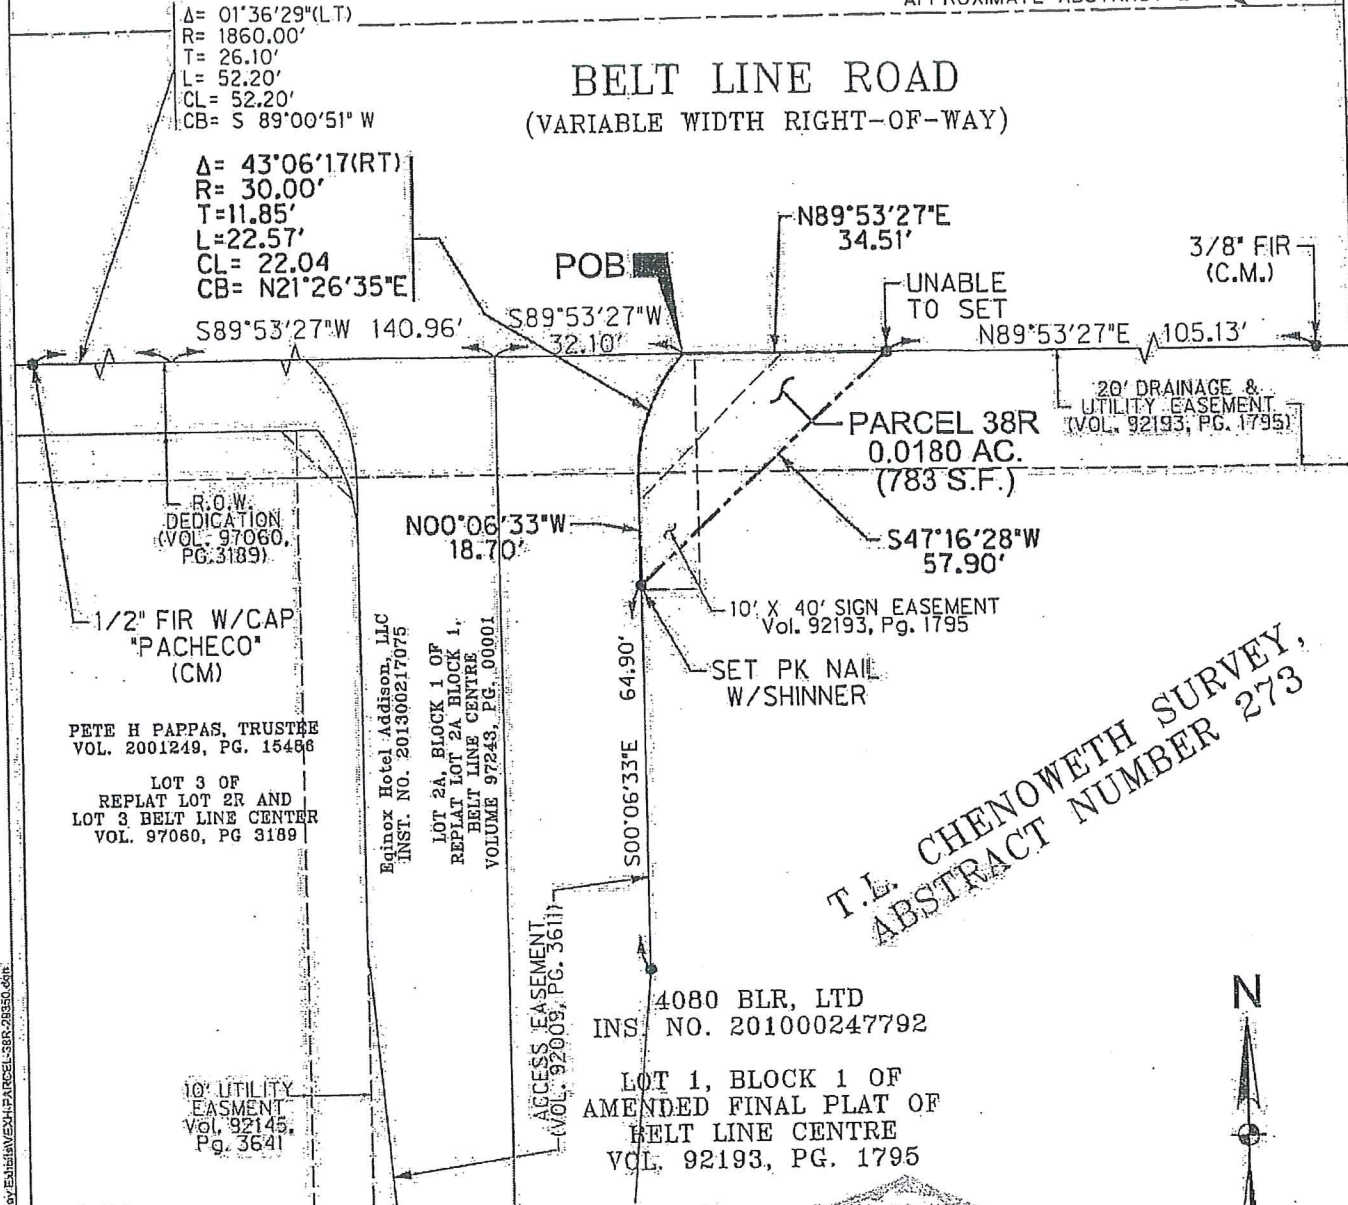 Δ= 01°36'29"(LT)
R= 1860.00'
T= 26.10'
L= 52.20'
CL= 52.20'
CB= S 89°00'51" W
BELT LINE ROAD
(VARIABLE WIDTH RIGHT-OF-WAY)
Δ= 43°06'17(RT)
R= 30.00'
T=11.85'
L=22.57'
CL= 22.04
CB= N21°26'35"E
POB
N89°53'27"E
34.51'
3/8" FIR
(C.M.)
UNABLE
TO SET
S89°53'27"W 140.96'
S89°53'27"W
32.10'
N89°53'27"E 105.13'
20' DRAINAGE &
UTILITY EASEMENT
(VOL. 92193, PG. 1795)
PARCEL 38R
0.0180 AC.
(783 S.F.)
R.O.W.
DEDICATION
(VOL. 97060,
PG.3189)
N00°06'33"W
18.70'
S47°16'28"W
57.90'
1/2" FIR W/CAP
"PACHECO"
(CM)
10' X 40' SIGN EASEMENT
Vol. 92193, Pg. 1795
SET PK NAIL
W/SHINNER
S00°06'33"E 64.90'
PETE H PAPPAS, TRUSTEE
VOL. 2001249, PG. 15486
LOT 3 OF
REPLAT LOT 2R AND
LOT 3 BELT LINE CENTER
VOL. 97060, PG 3189
Eqinox Hotel Addison, LLC
INST. NO. 201300217075
LOT 2A, BLOCK 1 OF
REPLAT LOT 2A BLOCK 1,
BELT LINE CENTRE
VOLUME 97243, PG. 00001
T.L. CHENOWETH SURVEY,
ABSTRACT NUMBER 273
ACCESS EASEMENT
(VOL. 92009, PG. 3611)
4080 BLR, LTD
INS. NO. 201000247792
LOT 1, BLOCK 1 OF
AMENDED FINAL PLAT OF
BELT LINE CENTRE
VOL. 92193, PG. 1795
10' UTILITY
EASMENT
Vol. 92145,
Pg. 3641
N